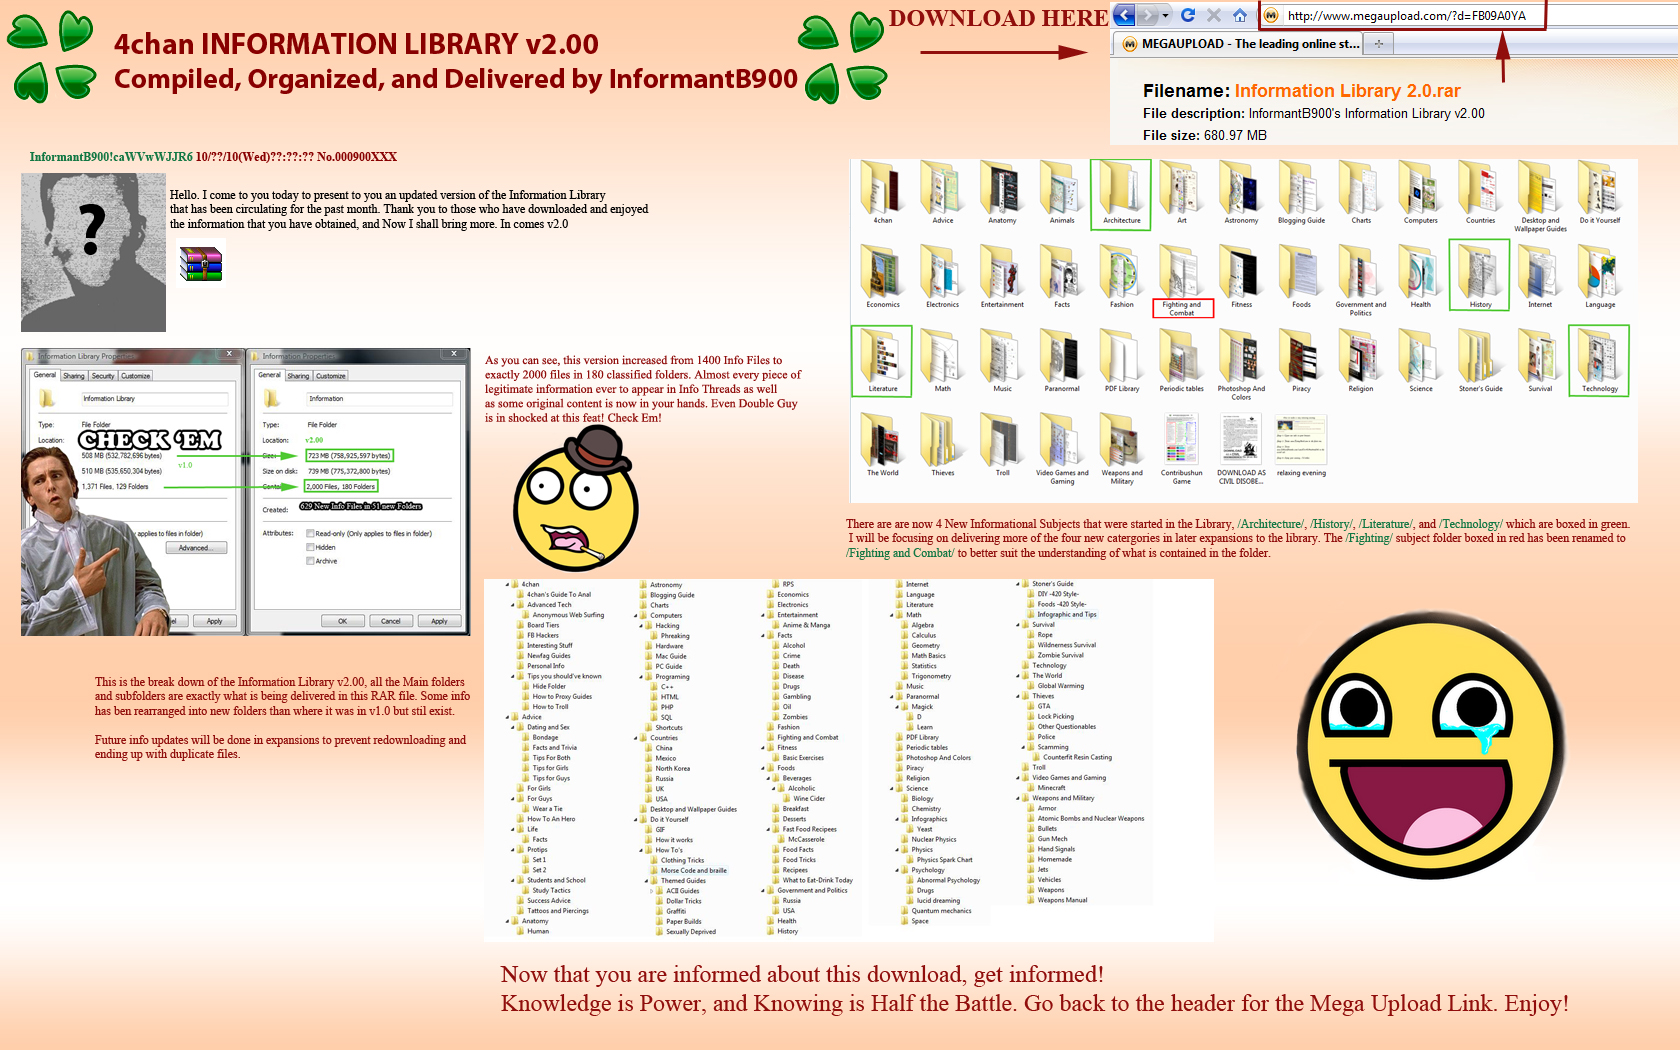 4chan INFORMATION LIBRARY v2.00
Compiled, Organized, and Delivered by InformantB900
DOWNLOAD HERE
http://www.megaupload.com/?d=FB09A0YA
MEGAUPLOAD - The leading online st...
Filename: Information Library 2.0.rar
File description: InformantB900's Information Library v2.00
File size: 680.97 MB
InformantB900!caWVwWJJR6 10/??/10(Wed)??:??:?? No.000900XXX
?
Hello. I come to you today to present to you an updated version of the Information Library
that has been circulating for the past month. Thank you to those who have downloaded and enjoyed
the information that you have obtained, and Now I shall bring more. In comes v2.0
4chan
Advice
Anatomy
Animals
Architecture
Art
Astronomy
Blogging Guide
Charts
Computers
Countries
Desktop and
Wallpaper Guides
Do it Yourself
Economics
Electronics
Entertainment
Facts
Fashion
Fighting and
Combat
Fitness
Foods
Government and
Politics
Health
History
Internet
Language
Literature
Math
Music
Paranormal
PDF Library
Periodic tables
Photoshop And
Colors
Piracy
Religion
Science
Stoner's Guide
Survival
Technology
The World
Thieves
Troll
Video Games and
Gaming
Weapons and
Military
Contribushun
Game
DOWNLOAD AS
CIVIL DISOBE...
relaxing evening
Information Library Properties
General Sharing Security Customize
Information Library
Type: File Folder
Location:
CHECK 'EM
508 MB (532,782,696 bytes)
v1.0
510 MB (535,650,304 bytes)
1,371 Files, 129 Folders
applies to files in folder)
Advanced...
Apply
Information Properties
General Sharing Customize
Information
Type: File Folder
Location: v2.00
723 MB (758,925,597 bytes)
Size on disk: 739 MB (775,372,800 bytes)
2,000 Files, 180 Folders
Created:
629 New Info Files in 51 new Folders
Attributes: Read-only (Only applies to files in folder)
Hidden
Archive
OK Cancel Apply
As you can see, this version increased from 1400 Info Files to
exactly 2000 files in 180 classified folders. Almost every piece of
legitimate information ever to appear in Info Threads as well
as some original content is now in your hands. Even Double Guy
is in shocked at this feat! Check Em!
There are are now 4 New Informational Subjects that were started in the Library, /Architecture/, /History/, /Literature/, and /Technology/ which are boxed in green.
I will be focusing on delivering more of the four new catergories in later expansions to the library. The /Fighting/ subject folder boxed in red has been renamed to
/Fighting and Combat/ to better suit the understanding of what is contained in the folder.
This is the break down of the Information Library v2.00, all the Main folders
and subfolders are exactly what is being delivered in this RAR file. Some info
has ben rearranged into new folders than where it was in v1.0 but stil exist.
Future info updates will be done in expansions to prevent redownloading and
ending up with duplicate files.
4chan
4chan's Guide To Anal
Advanced Tech
Anonymous Web Surfing
Board Tiers
FB Hackers
Interesting Stuff
Newfag Guides
Personal Info
Tips you should've known
Hide Folder
How to Proxy Guides
How to Troll
Advice
Dating and Sex
Bondage
Facts and Trivia
Tips For Both
Tips for Girls
Tips for Guys
For Girls
For Guys
Wear a Tie
How To An Hero
Life
Facts
Protips
Set 1
Set 2
Students and School
Study Tactics
Success Advice
Tattoos and Piercings
Anatomy
Human
Astronomy
Blogging Guide
Charts
Computers
Hacking
Phreaking
Hardware
Mac Guide
PC Guide
Programing
C++
HTML
PHP
SQL
Shortcuts
Countries
China
Mexico
North Korea
Russia
UK
USA
Desktop and Wallpaper Guides
Do it Yourself
GIF
How it works
How To's
Clothing Tricks
Morse Code and braille
Themed Guides
ACII Guides
Dollar Tricks
Graffiti
Paper Builds
Sexually Deprived
RPS
Economics
Electronics
Entertainment
Anime & Manga
Facts
Alcohol
Crime
Death
Disease
Drugs
Gambling
Oil
Zombies
Fashion
Fighting and Combat
Fitness
Basic Exercises
Foods
Beverages
Alcoholic
Wine Cider
Breakfast
Desserts
Fast Food Recipees
McCasserole
Food Facts
Food Tricks
Recipees
What to Eat-Drink Today
Government and Politics
Russia
USA
Health
History
Internet
Language
Literature
Math
Algebra
Calculus
Geometry
Math Basics
Statistics
Trigonometry
Music
Paranormal
Magick
D
Learn
PDF Library
Periodic tables
Photoshop And Colors
Piracy
Religion
Science
Biology
Chemistry
Infographics
Yeast
Nuclear Physics
Physics
Physics Spark Chart
Psychology
Abnormal Psychology
Drugs
lucid dreaming
Quantum mechanics
Space
Stoner's Guide
DIY -420 Style-
Foods -420 Style-
Infographic and Tips
Survival
Rope
Wildnerness Survival
Zombie Survival
Technology
The World
Global Warming
Thieves
GTA
Lock Picking
Other Questionables
Police
Scamming
Counterfit Resin Casting
Troll
Video Games and Gaming
Minecraft
Weapons and Military
Armor
Atomic Bombs and Nuclear Weapons
Bullets
Gun Mech
Hand Signals
Homemade
Jets
Vehicles
Weapons
Weapons Manual
Now that you are informed about this download, get informed!
Knowledge is Power, and Knowing is Half the Battle. Go back to the header for the Mega Upload Link. Enjoy!